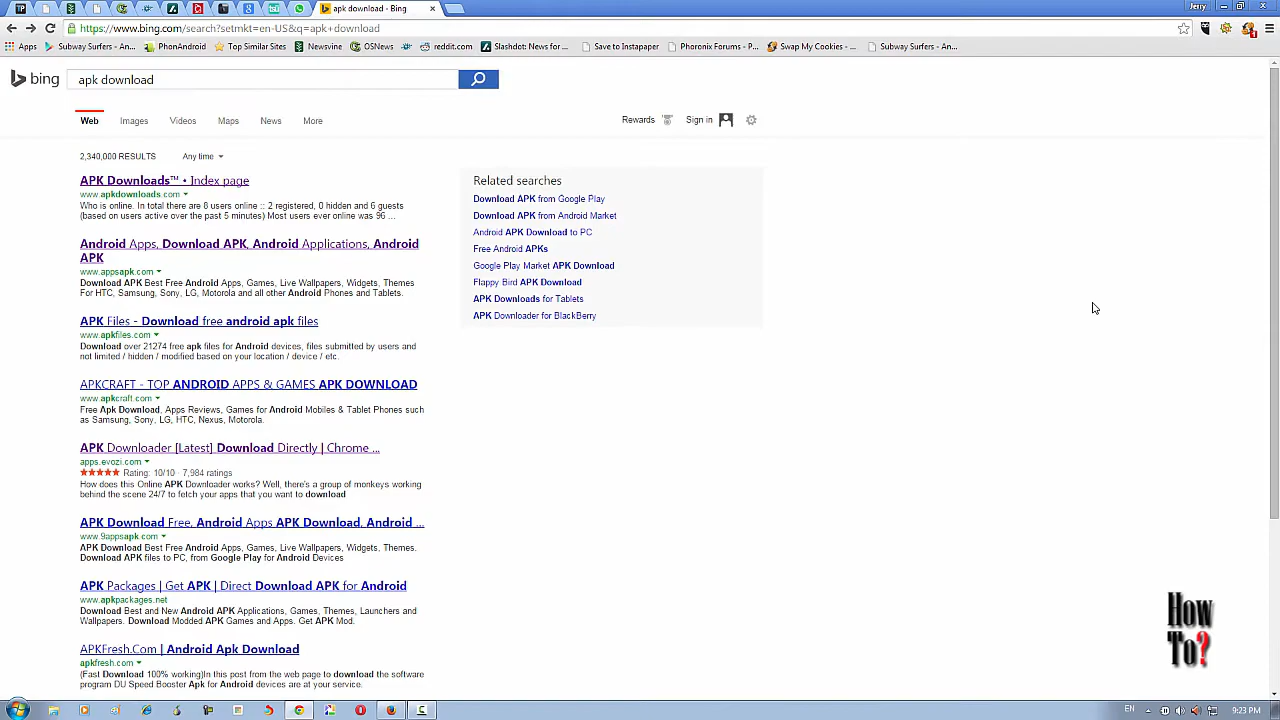 apk download - Bing
Jerry
https://www.bing.com/search?setmkt=en-US&q=apk+download
Apps Subway Surfers - An... PhonAndroid Top Similar Sites Newsvine OSNews reddit.com Slashdot: News for ... Save to Instapaper Phoronix Forums - P... Swap My Cookies - ... Subway Surfers - An...
bing apk download
Web Images Videos Maps News More Rewards Sign in
2,340,000 RESULTS Any time
APK Downloads™ • Index page
www.apkdownloads.com
Who is online. In total there are 8 users online :: 2 registered, 0 hidden and 6 guests
(based on users active over the past 5 minutes) Most users ever online was 96 ...
Android Apps, Download APK, Android Applications, Android
APK
www.appsapk.com
Download APK Best Free Android Apps, Games, Live Wallpapers, Widgets, Themes
For HTC, Samsung, Sony, LG, Motorola and all other Android Phones and Tablets.
APK Files - Download free android apk files
www.apkfiles.com
Download over 21274 free apk files for Android devices, files submitted by users and
not limited / hidden / modified based on your location / device / etc.
APKCRAFT - TOP ANDROID APPS & GAMES APK DOWNLOAD
www.apkcraft.com
Free Apk Download, Apps Reviews, Games for Android Mobiles & Tablet Phones such
as Samsung, Sony, LG, HTC, Nexus, Motorola.
APK Downloader [Latest] Download Directly | Chrome ...
apps.evozi.com
Rating: 10/10 · 7,984 ratings
How does this Online APK Downloader works? Well, there's a group of monkeys working
behind the scene 24/7 to fetch your apps that you want to download
APK Download Free, Android Apps APK Download, Android ...
www.9appsapk.com
APK Download Best Free Android Apps, Games, Live Wallpapers, Widgets, Themes.
Download APK files to PC, from Google Play for Android Devices
APK Packages | Get APK | Direct Download APK for Android
www.apkpackages.net
Download Best and New Android APK Applications, Games, Themes, Launchers and
Wallpapers. Download Modded APK Games and Apps. Get APK Mod.
APKFresh.Com | Android Apk Download
apkfresh.com
(Fast Download 100% working)In this post from the web page to download the software
program DU Speed Booster Apk for Android devices are at your service.
Related searches
Download APK from Google Play
Download APK from Android Market
Android APK Download to PC
Free Android APKs
Google Play Market APK Download
Flappy Bird APK Download
APK Downloads for Tablets
APK Downloader for BlackBerry
How
To?
EN 9:23 PM